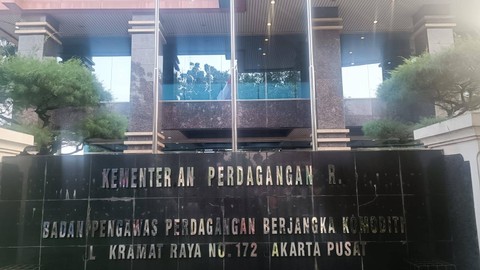 KEMENTER AN PERDAGANGAN R.
BADAN PENGAWAS PERDAGANGAN BERJANGKA KOMODITI
L KRAMAT RAYA NO. 172 AKARTA PUSAT